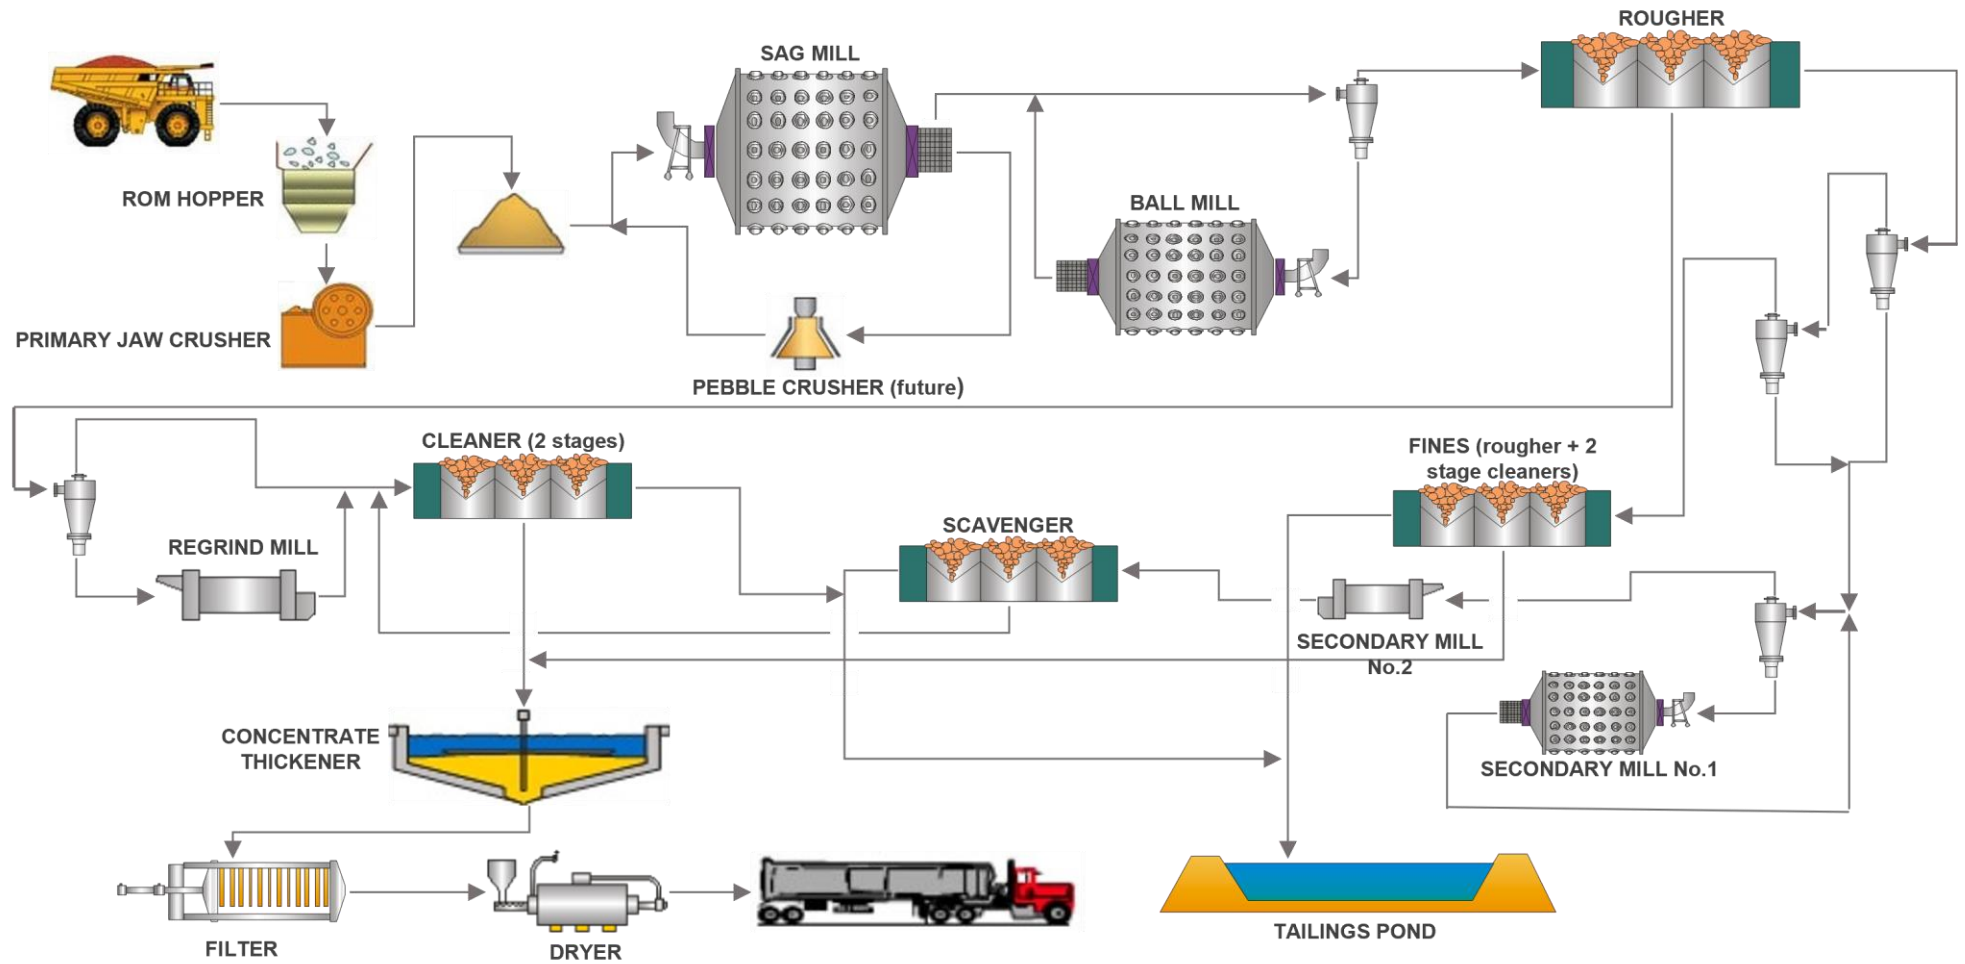 ROUGHER
SAG MILL
ROM HOPPER
BALL MILL
PRIMARY JAW CRUSHER
PEBBLE CRUSHER (future)
CLEANER (2 stages)
FINES (rougher + 2
stage cleaners)
SCAVENGER
REGRIND MILL
SECONDARY MILL
No.2
CONCENTRATE
THICKENER
SECONDARY MILL No.1
FILTER
DRYER
TAILINGS POND